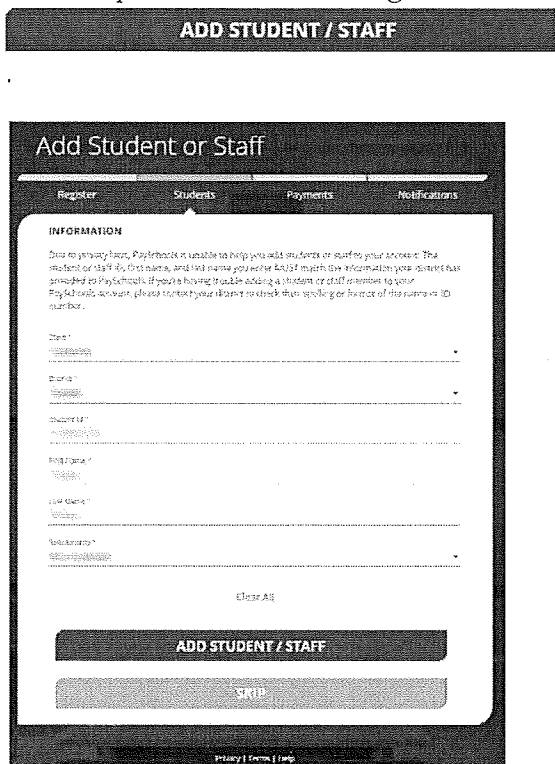 ADD STUDENT / STAFF
Add Student or Staff
Register Students Payments Notifications
INFORMATION
Due to privacy laws, PaySchools is unable to help you add students or staff to your account. The
student or staff ID, first name, and last name you enter MUST match the information your district has
provided to PaySchools. If you're having trouble adding a student or staff member to your
PaySchools account, please contact your district to check their spelling or format of the name or ID
number.
State *
District *
Student ID *
First Name *
Last Name *
Relationship *
Clear All
ADD STUDENT / STAFF
SKIP
Privacy | Terms | Help